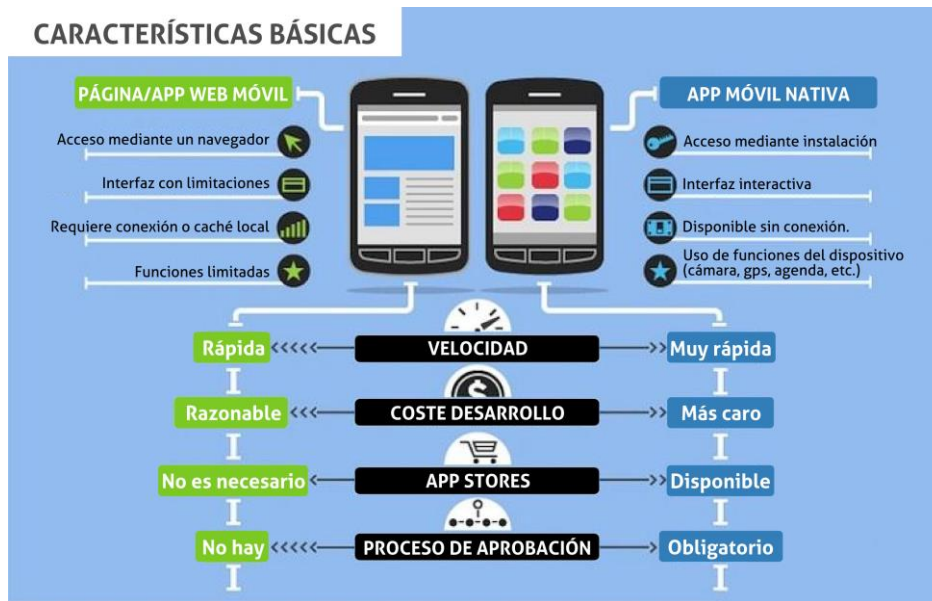 CARACTERÍSTICAS BÁSICAS
PÁGINA/APP WEB MÓVIL
Acceso mediante un navegador
Interfaz con limitaciones
Requiere conexión o caché local
Funciones limitadas
APP MÓVIL NATIVA
Acceso mediante instalación
Interfaz interactiva
Disponible sin conexión.
Uso de funciones del dispositivo
(cámara, gps, agenda, etc.)
Rápida VELOCIDAD Muy rápida
$
Razonable COSTE DESARROLLO Más caro
No es necesario APP STORES Disponible
No hay PROCESO DE APROBACIÓN Obligatorio